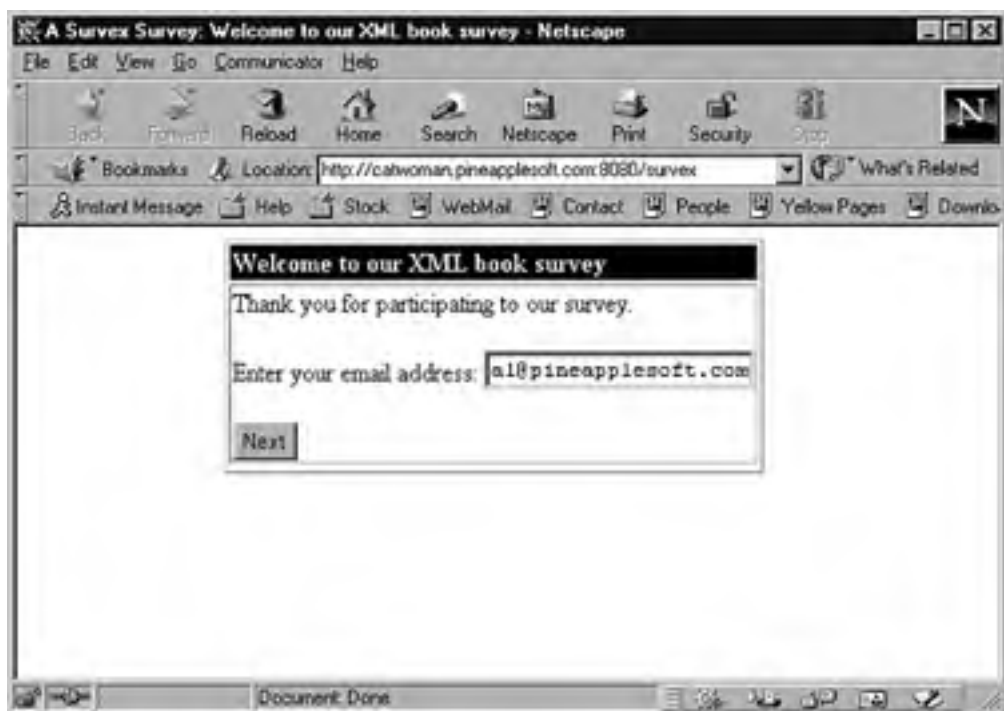 A Survex Survey: Welcome to our XML book survey - Netscape
File Edit View Go Communicator Help
Back Forward Reload Home Search Netscape Print Security Stop
N
Bookmarks Location: http://catwoman.pineapplesoft.com:8080/survex What's Related
Instant Message Help Stock WebMail Contact People Yellow Pages Downlo
Welcome to our XML book survey
Thank you for participating to our survey.
Enter your email address: al@pineapplesoft.com
Next
Document: Done